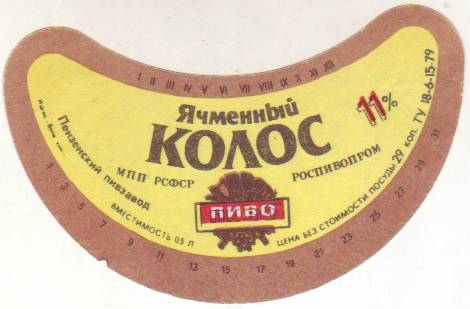 I II III IV V VI VII VIII IX X XI XII
Ячменный
КОЛОС
11%
МПП РСФСР
РОСПИВОПРОМ
ПИВО
Пензенский пивзавод
ВМЕСТИМОСТЬ 0,5 Л
ЦЕНА БЕЗ СТОИМОСТИ ПОСУДЫ 29 КОП. ТУ 18-6-15-79
1 3 5 7 9 11 13 15 17 19 21 23 25 27 29 31